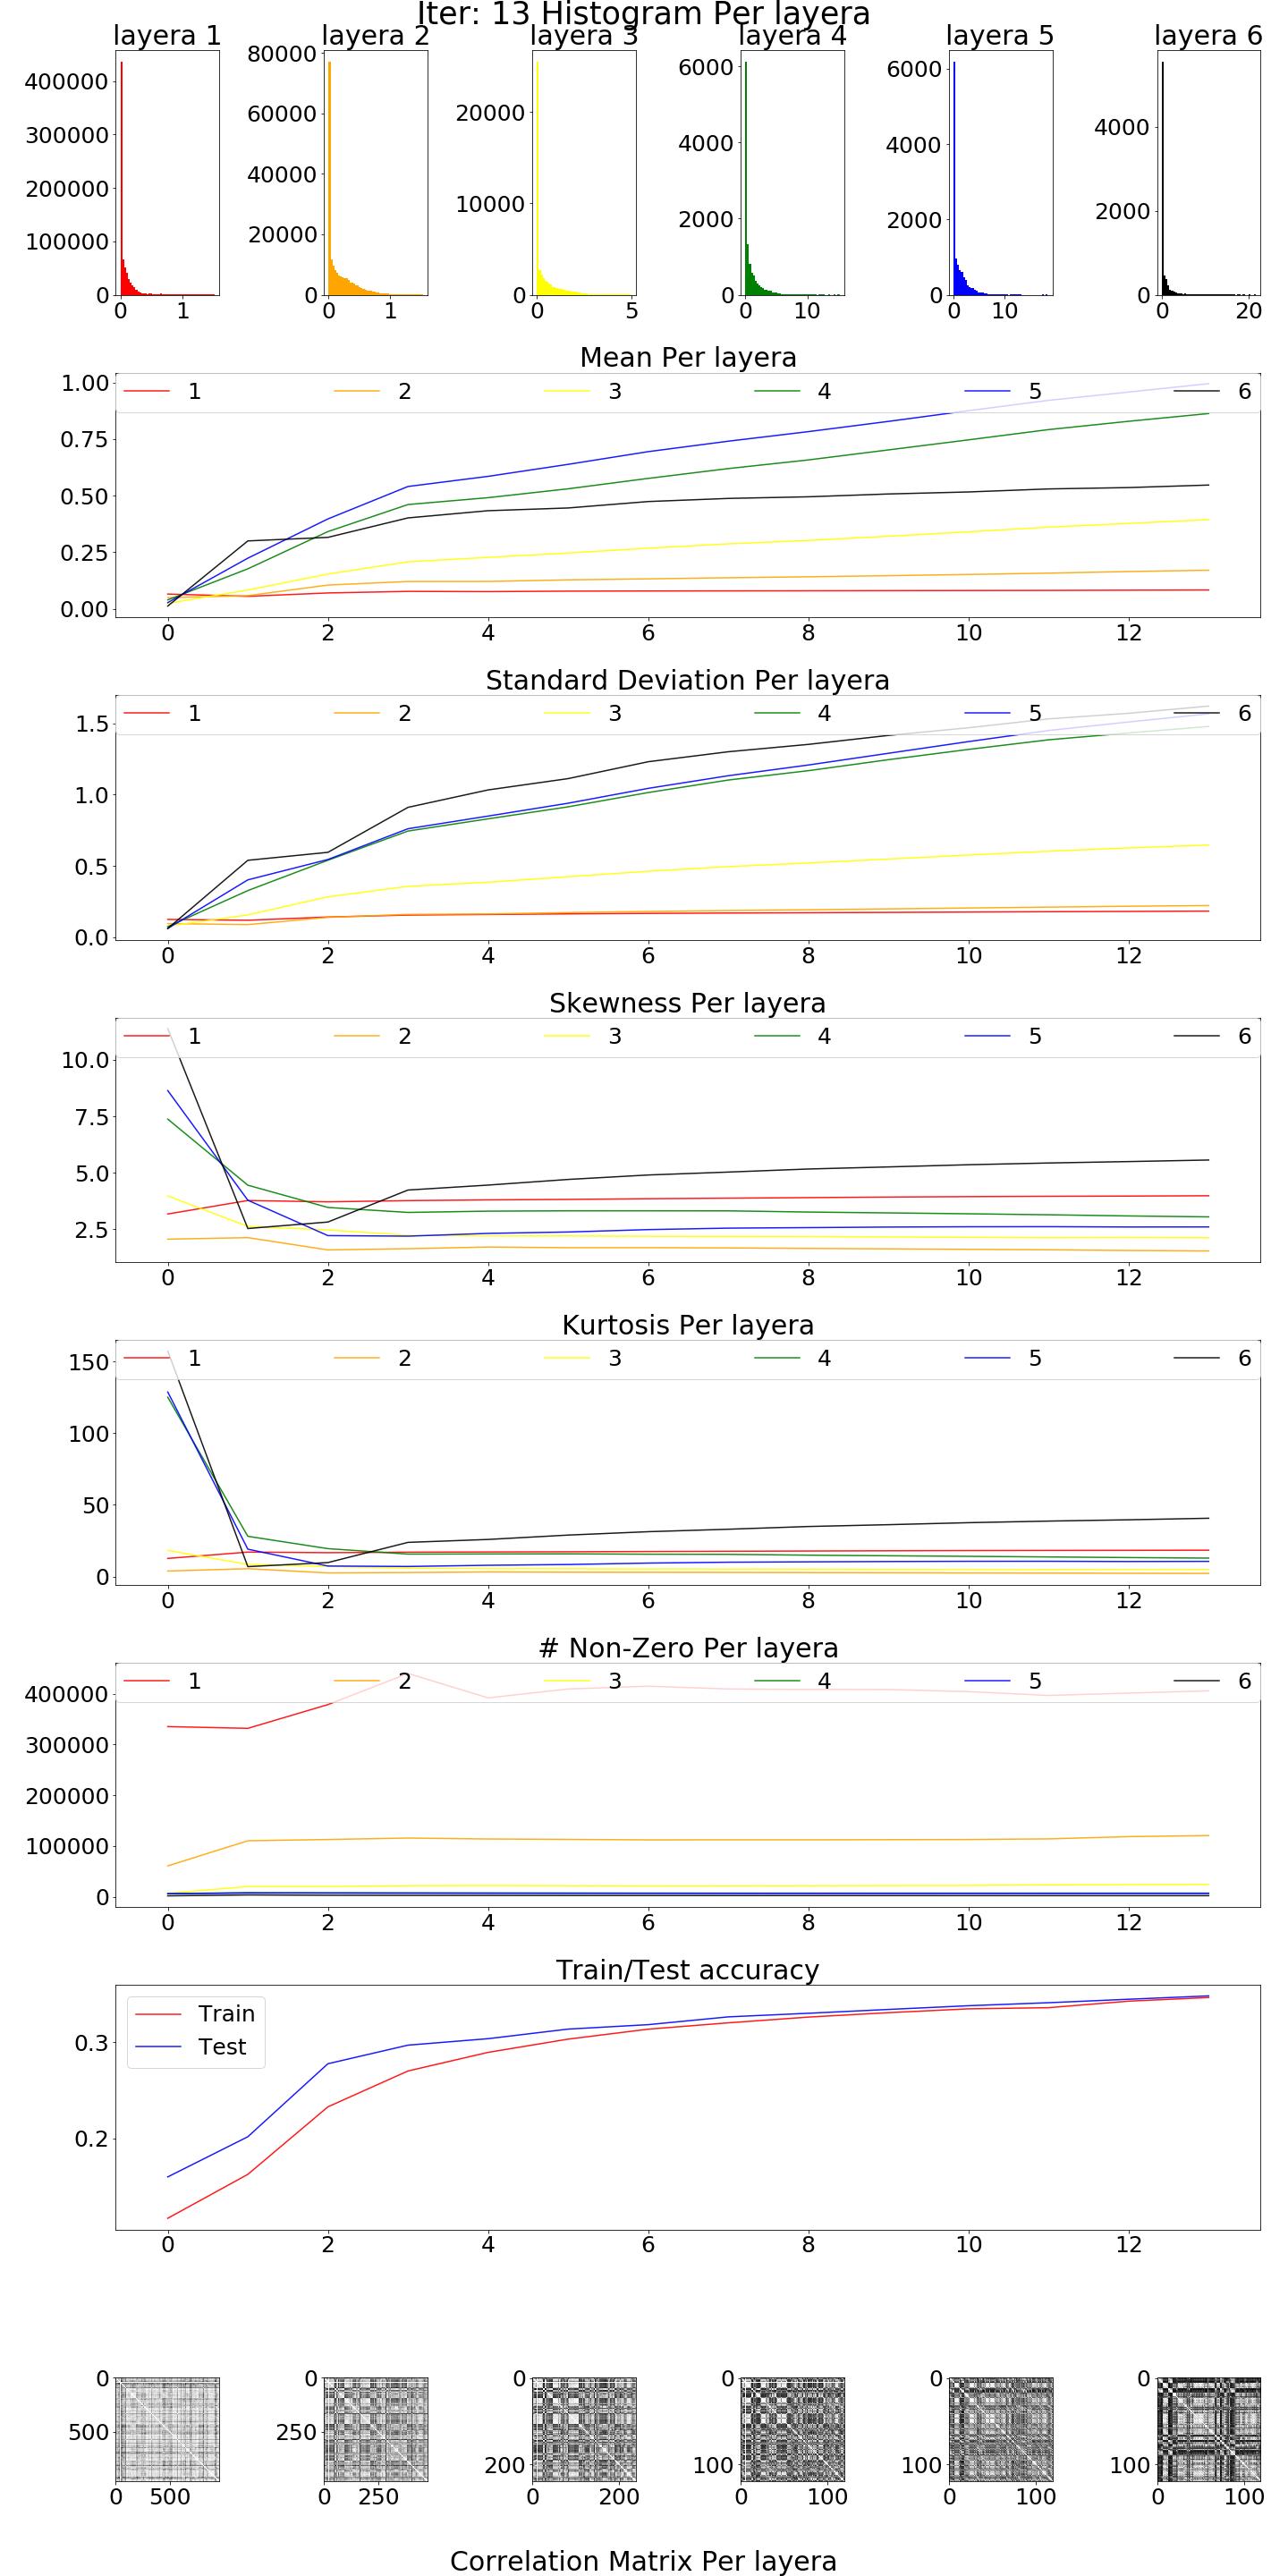 Iter: 13 Histogram Per layera
layera 1 layera 2 layera 3 layera 4 layera 5 layera 6
400000 300000 200000 100000 0
0 1
80000 60000 40000 20000 0
0 1
20000 10000 0
0 5
6000 4000 2000 0
0 10
6000 4000 2000 0
0 10
4000 2000 0
0 20
Mean Per layera
1 2 3 4 5 6
1.00
0.75
0.50
0.25
0.00
0 2 4 6 8 10 12
Standard Deviation Per layera
1 2 3 4 5 6
1.5
1.0
0.5
0.0
0 2 4 6 8 10 12
Skewness Per layera
1 2 3 4 5 6
10.0
7.5
5.0
2.5
0 2 4 6 8 10 12
Kurtosis Per layera
1 2 3 4 5 6
150
100
50
0
0 2 4 6 8 10 12
# Non-Zero Per layera
1 2 3 4 5 6
400000
300000
200000
100000
0
0 2 4 6 8 10 12
Train/Test accuracy
Train
Test
0.3
0.2
0 2 4 6 8 10 12
0 500
0 500
0 250
0 250
0 200
0 200
0 100
0 100
0 100
0 100
0 100
0 100
Correlation Matrix Per layera